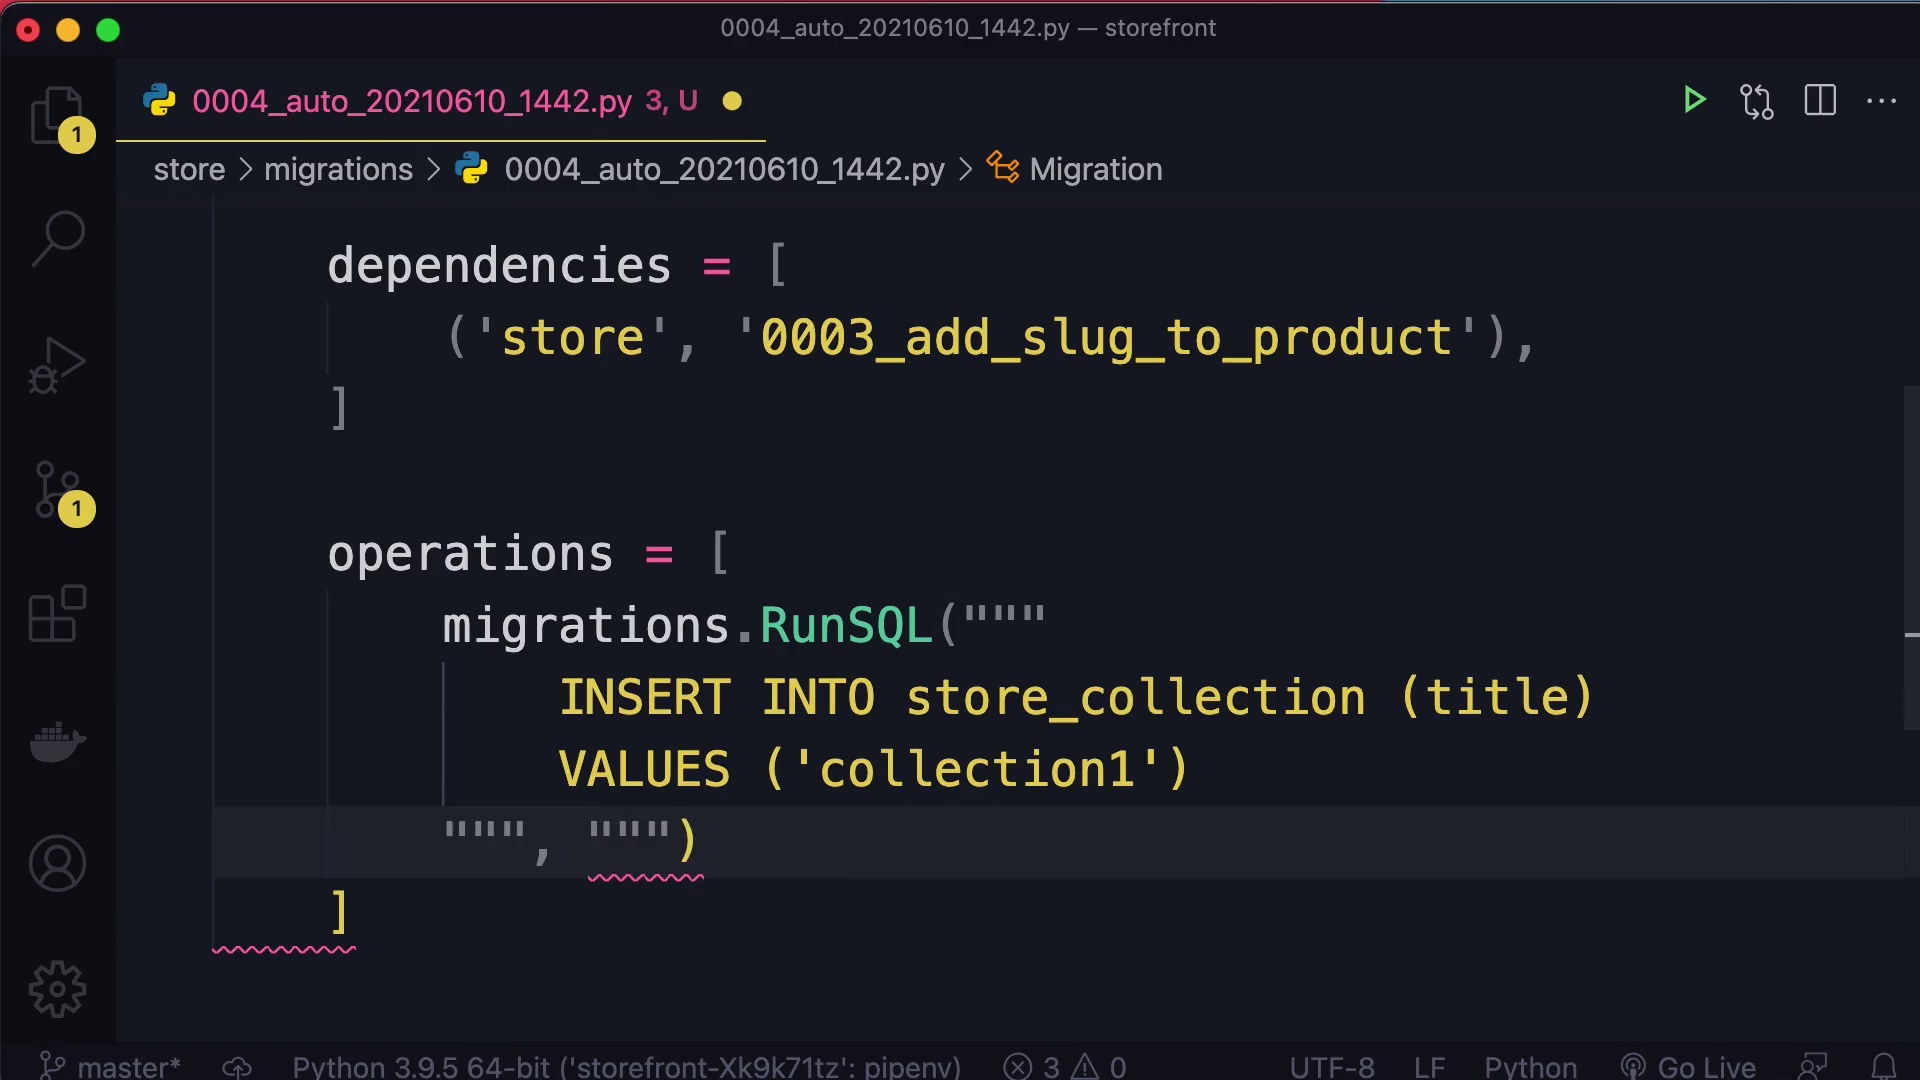 0004_auto_20210610_1442.py — storefront
0004_auto_20210610_1442.py 3, U
1
store > migrations > 0004_auto_20210610_1442.py > Migration
dependencies = [
('store', '0003_add_slug_to_product'),
]
1
operations = [
migrations.RunSQL("""
INSERT INTO store_collection (title)
VALUES ('collection1')
""", """)
]
master* Python 3.9.5 64-bit ('storefront-Xk9k71tz': pipenv) 3 0 UTF-8 LF Python Go Live